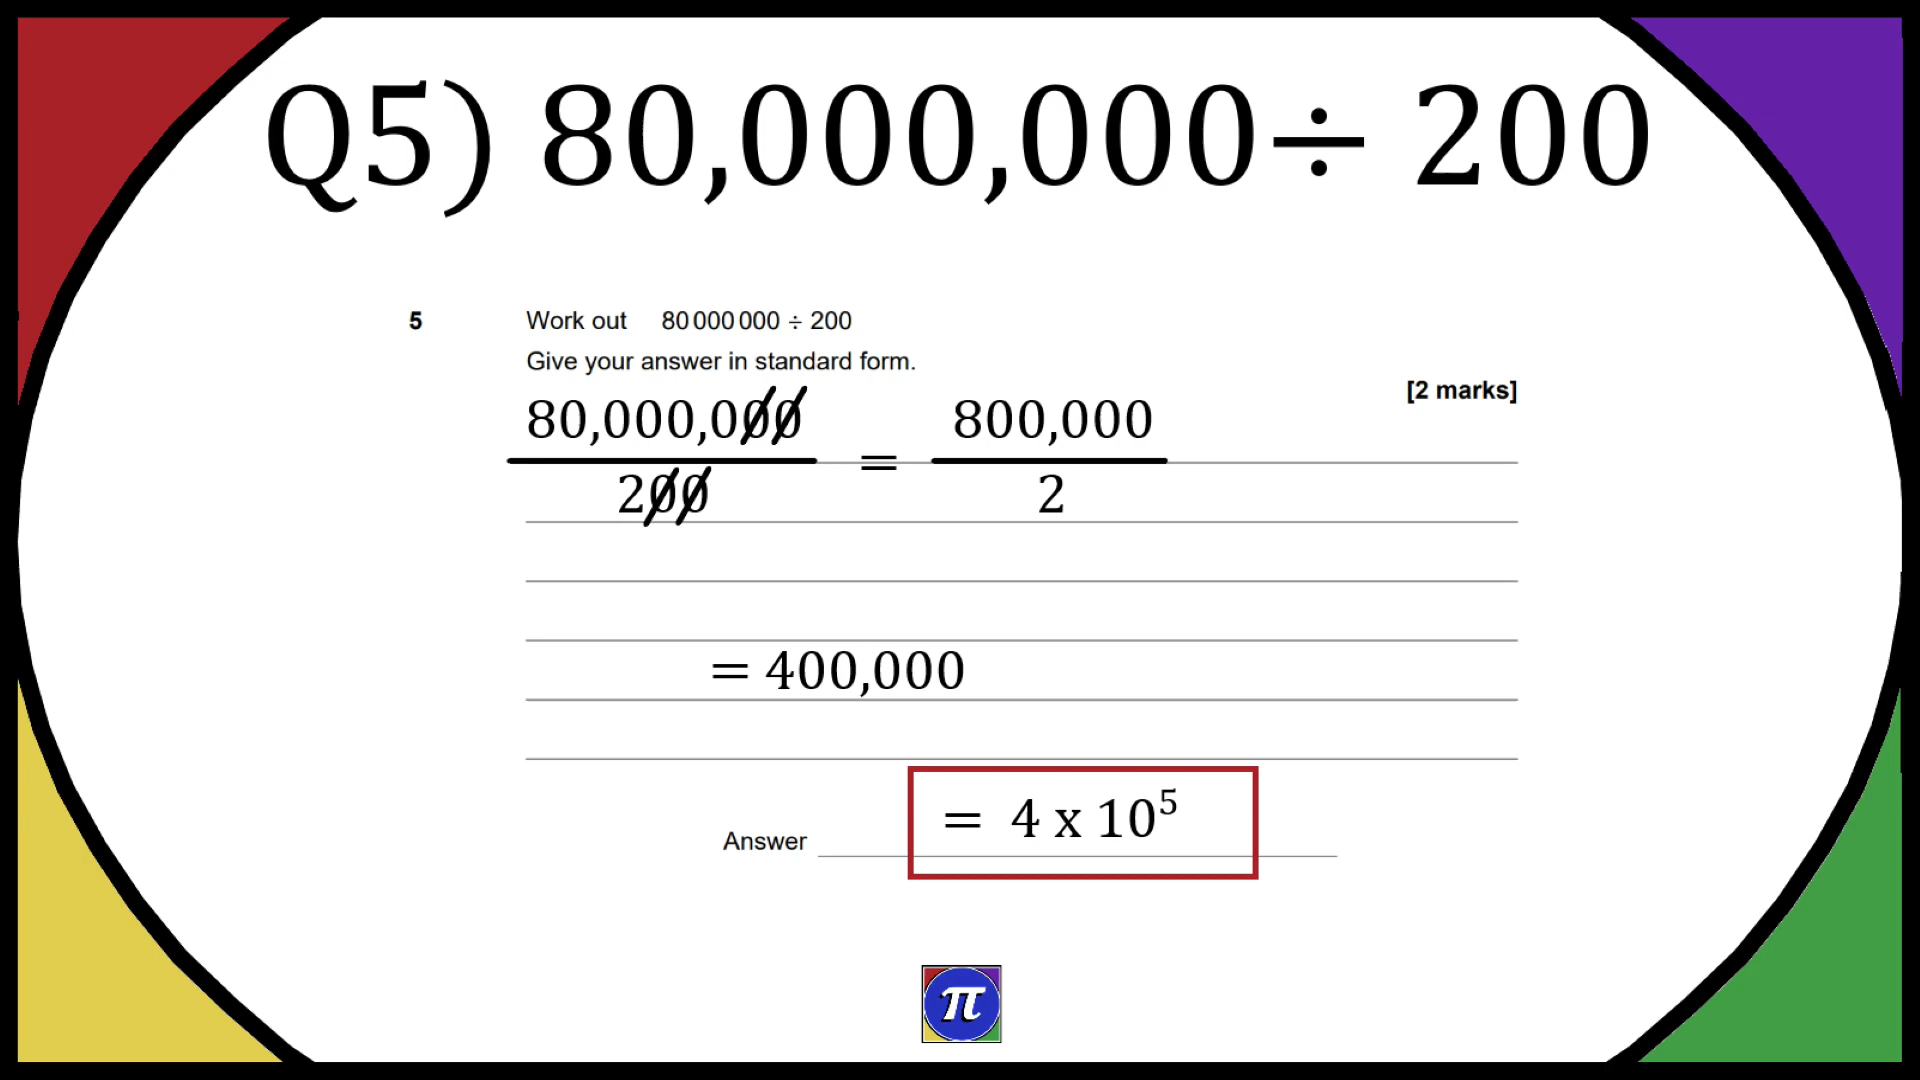 Q5) 80,000,000÷ 200
5 Work out 80 000 000 ÷ 200
Give your answer in standard form.
[2 marks]
80,000,000 / 200 = 800,000 / 2
= 400,000
Answer = 4 x 10⁵
π